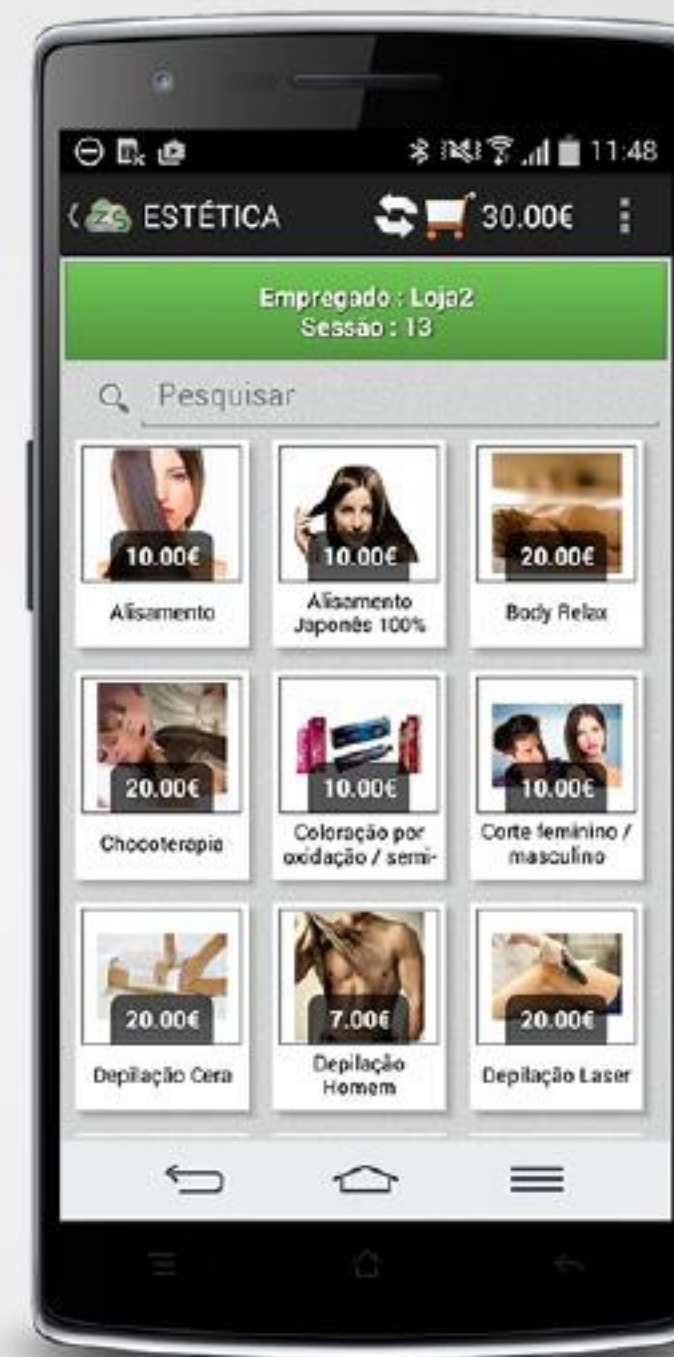 11:48
ZS ESTÉTICA 30.00€
Empregado : Loja2
Sessão : 13
Pesquisar
10.00€ 10.00€ 20.00€
Alisamento
Alisamento
Japonês 100%
Body Relax
20.00€ 10.00€ 10.00€
Chocoterapia
Coloração por
oxidação / semi-
Corte feminino /
masculino
20.00€ 7.00€ 20.00€
Depilação Cera
Depilação
Homem
Depilação Laser